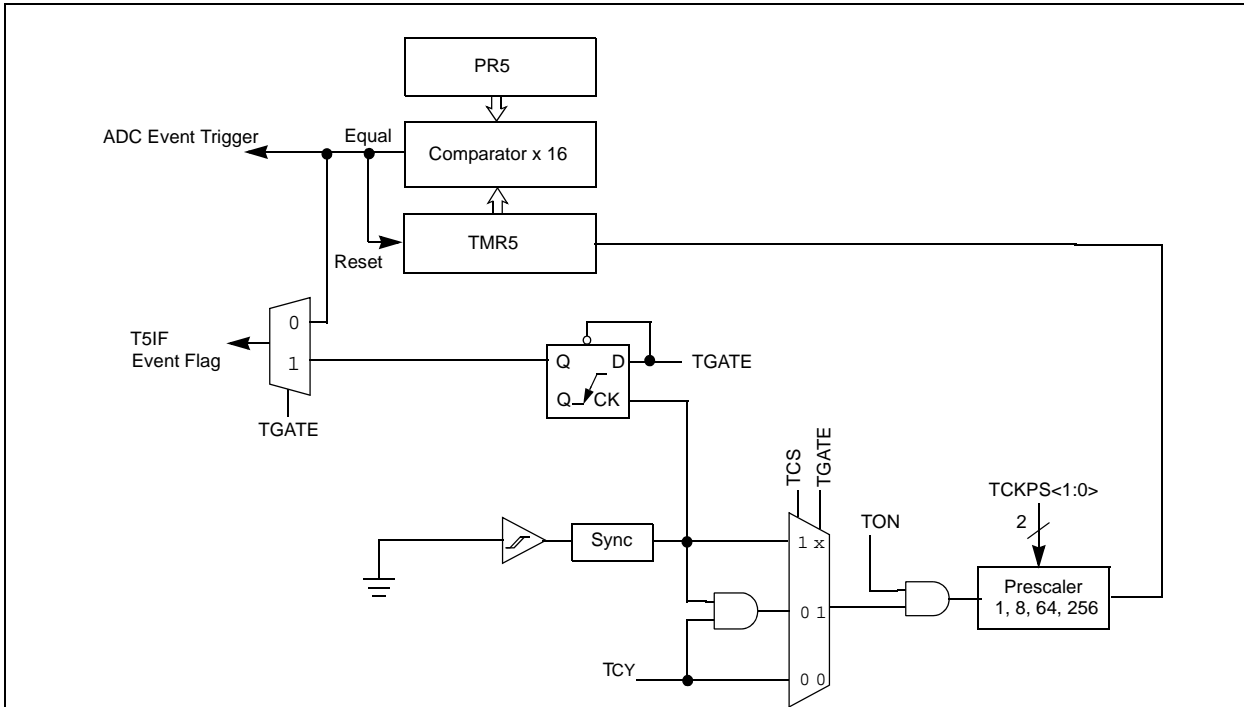 PR5
ADC Event Trigger
Equal
Comparator x 16
TMR5
Reset
0
1
T5IF
Event Flag
TGATE
Q
D
Q
CK
TGATE
TCS
TGATE
TCKPS<1:0>
2
TON
Sync
1 x
Prescaler
1, 8, 64, 256
0 1
TCY
0 0